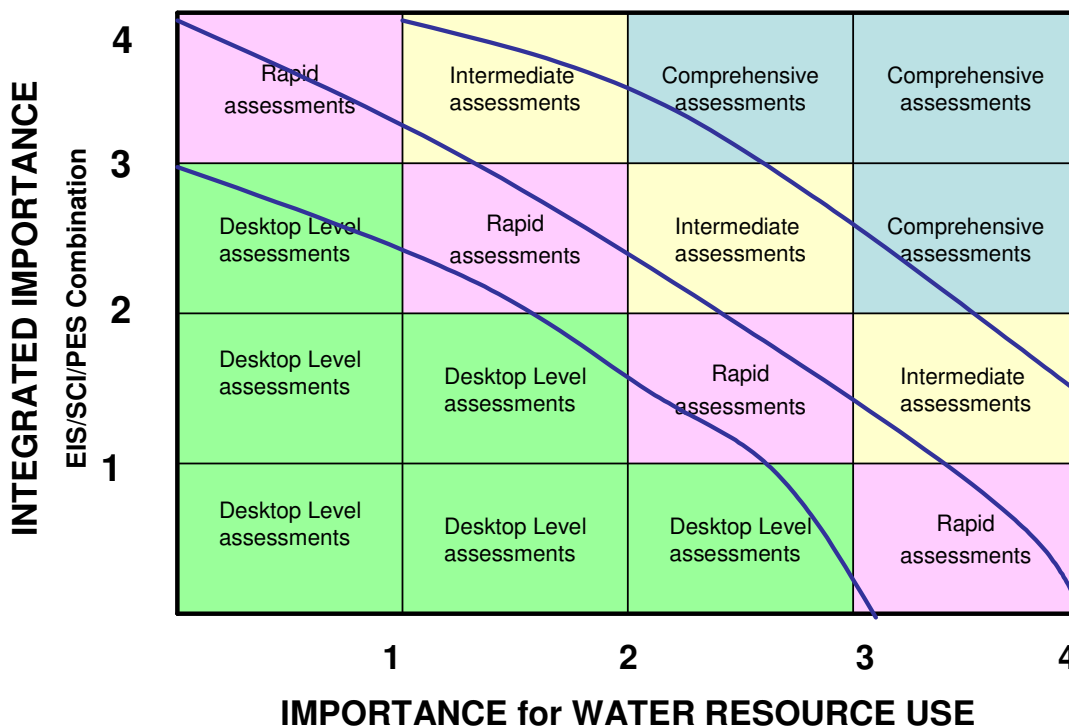 INTEGRATED IMPORTANCE
EIS/SCI/PES Combination
4
Rapid
assessments
Intermediate
assessments
Comprehensive
assessments
Comprehensive
assessments
3
Desktop Level
assessments
Rapid
assessments
Intermediate
assessments
Comprehensive
assessments
2
Desktop Level
assessments
Desktop Level
assessments
Rapid
assessments
Intermediate
assessments
1
Desktop Level
assessments
Desktop Level
assessments
Desktop Level
assessments
Rapid
assessments
1 2 3 4
IMPORTANCE for WATER RESOURCE USE